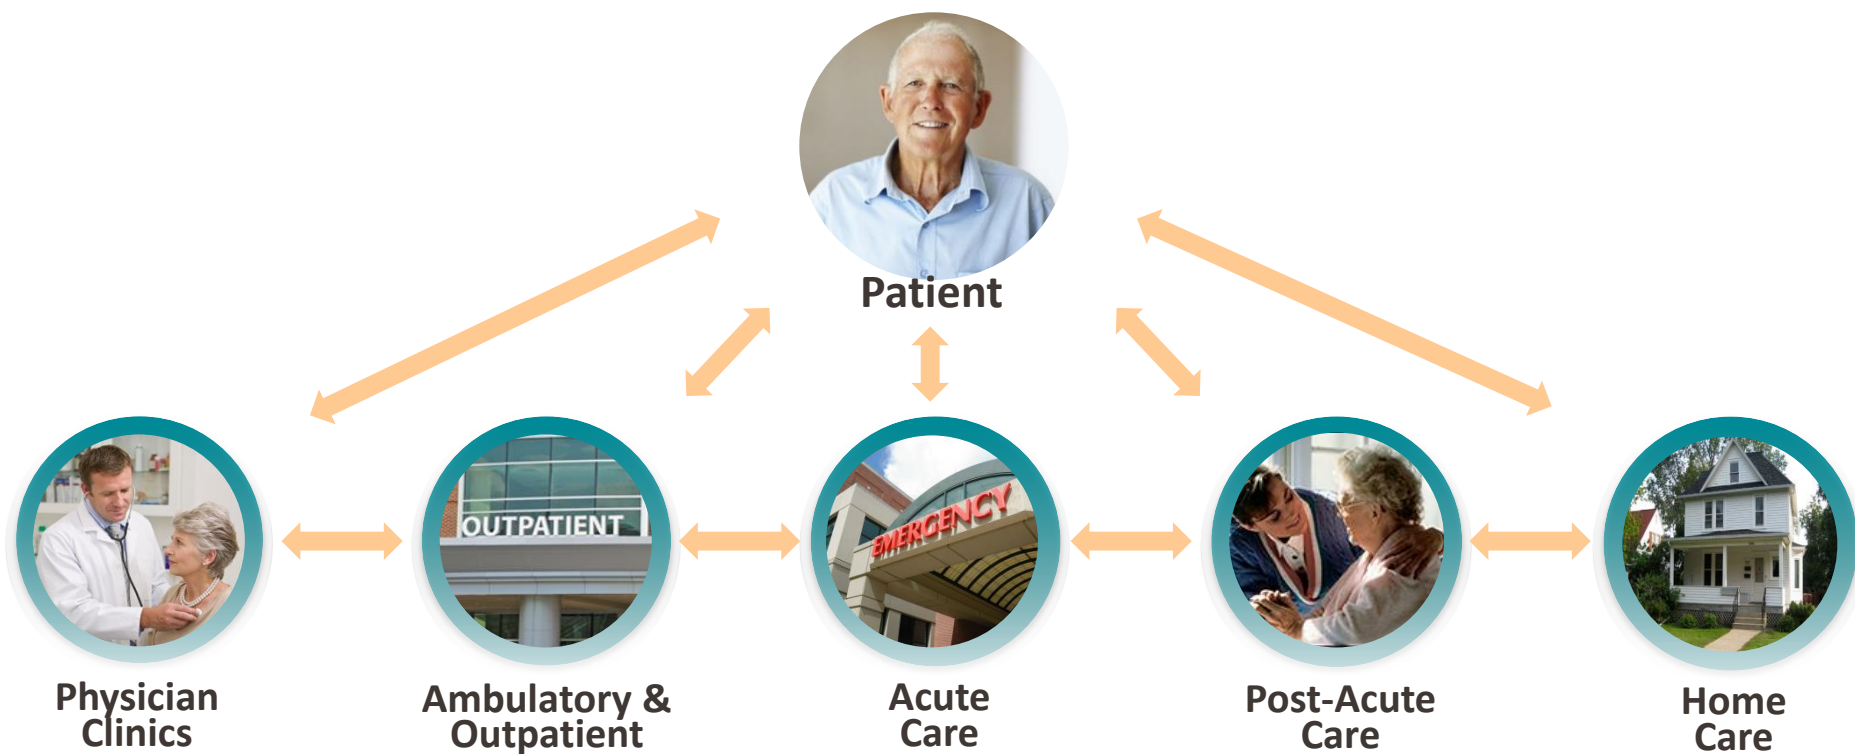 Patient
OUTPATIENT
EMERGENCY
Physician
Clinics
Ambulatory &
Outpatient
Acute
Care
Post-Acute
Care
Home
Care